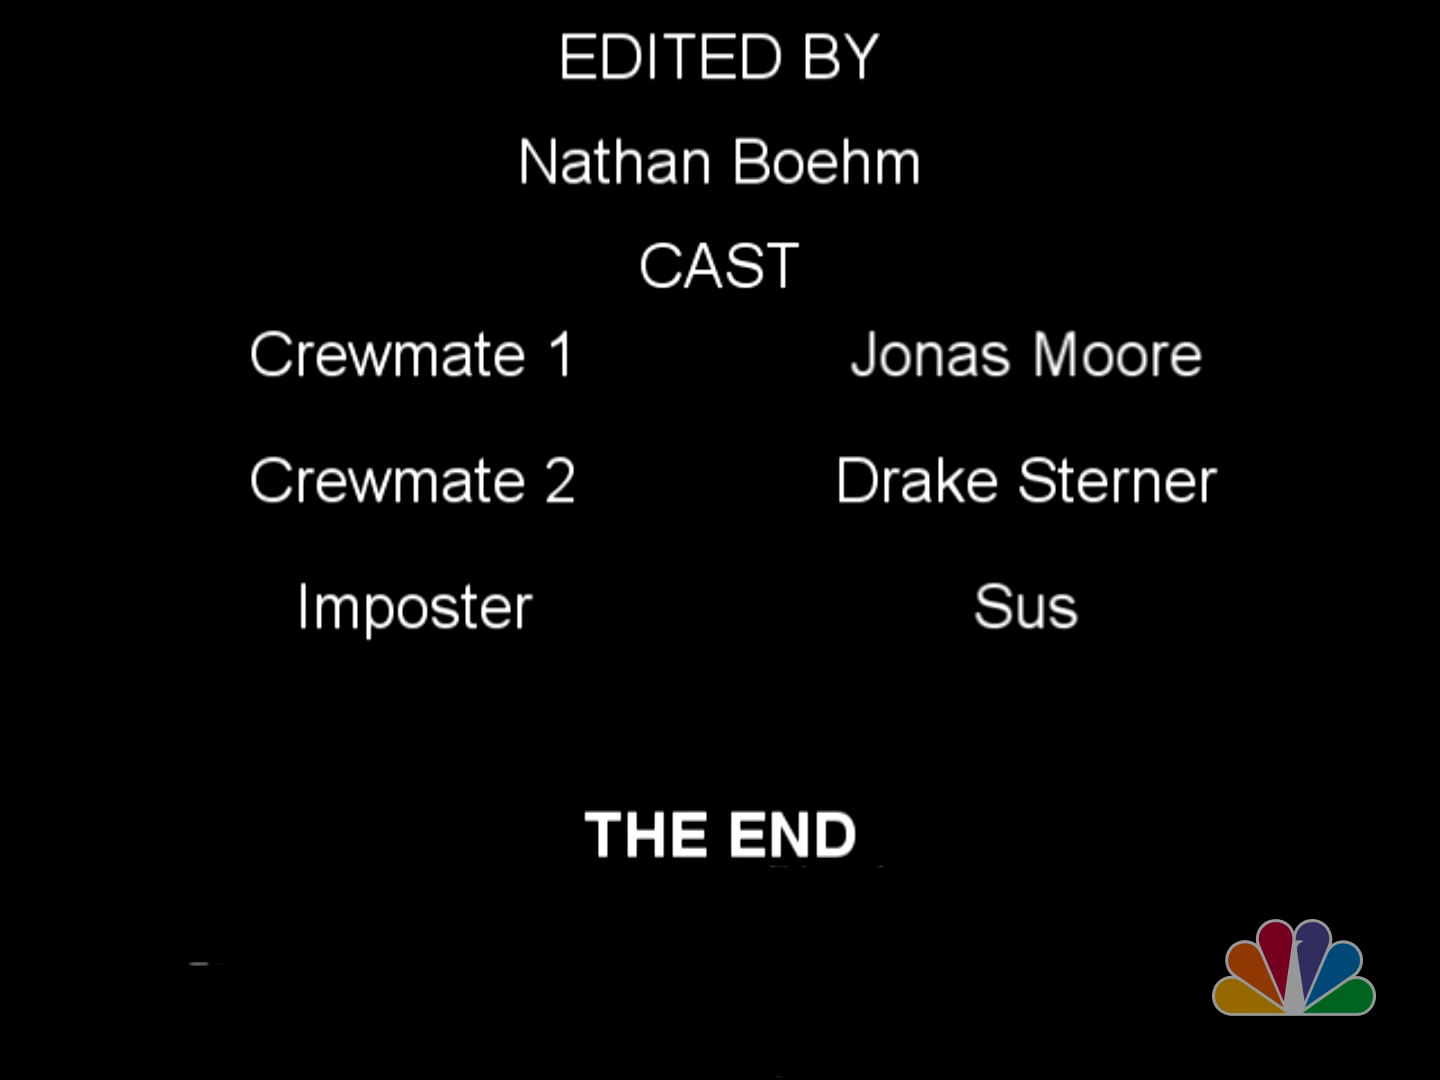 EDITED BY
Nathan Boehm
CAST
Crewmate 1 Jonas Moore
Crewmate 2 Drake Sterner
Imposter Sus
THE END